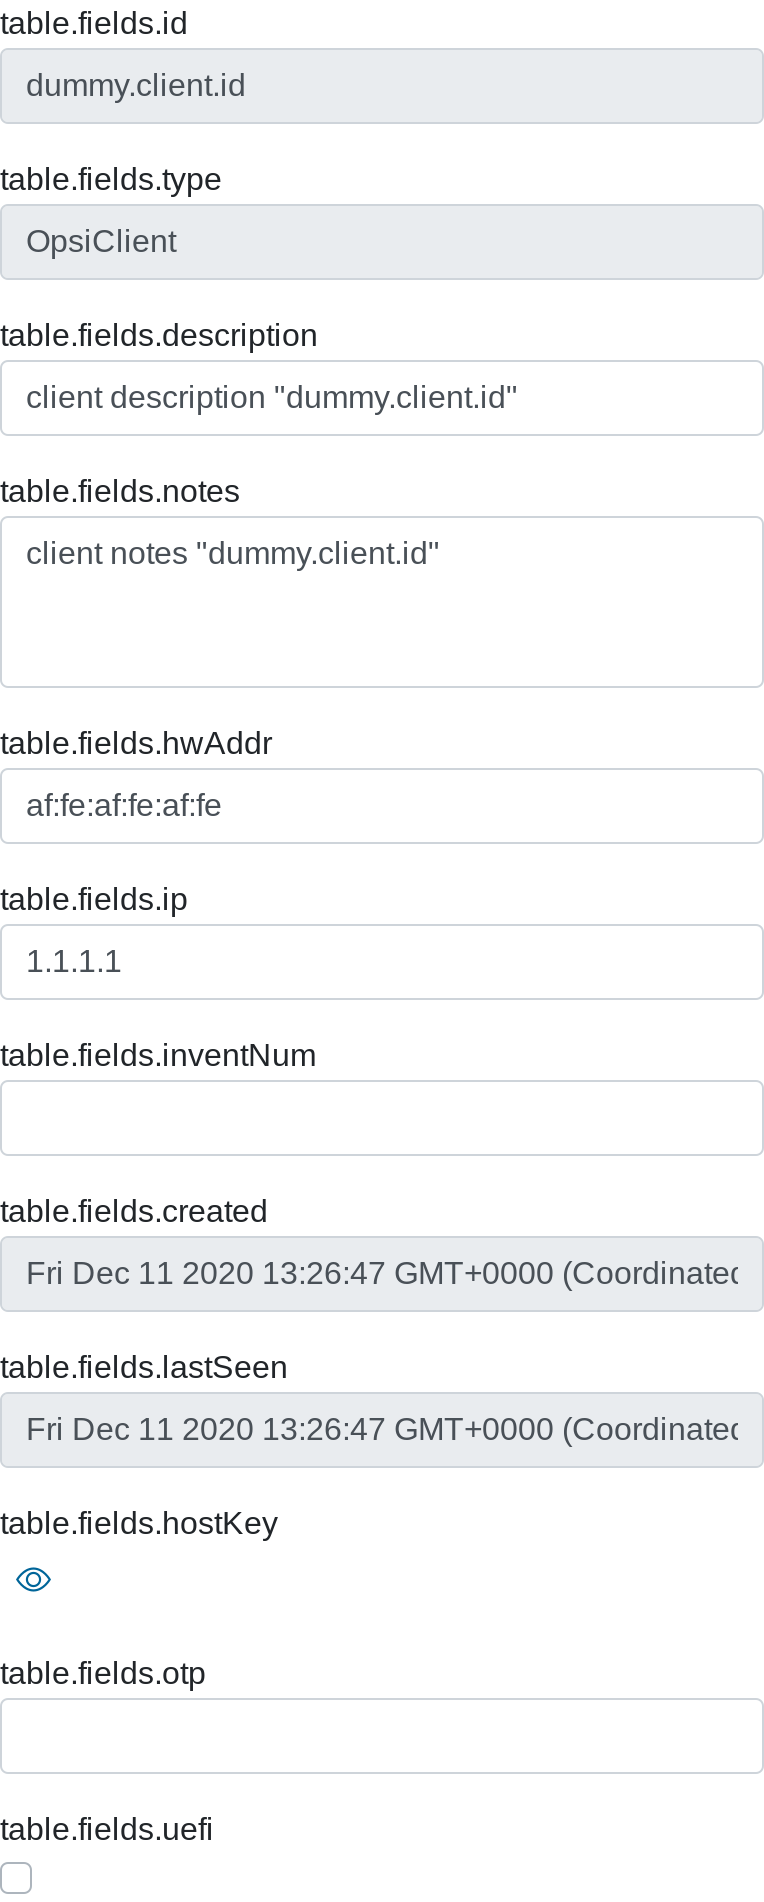 table.fields.id
dummy.client.id
table.fields.type
OpsiClient
table.fields.description
client description "dummy.client.id"
table.fields.notes
client notes "dummy.client.id"
table.fields.hwAddr
af:fe:af:fe:af:fe
table.fields.ip
1.1.1.1
table.fields.inventNum
table.fields.created
Fri Dec 11 2020 13:26:47 GMT+0000 (Coordinated
table.fields.lastSeen
Fri Dec 11 2020 13:26:47 GMT+0000 (Coordinated
table.fields.hostKey
table.fields.otp
table.fields.uefi